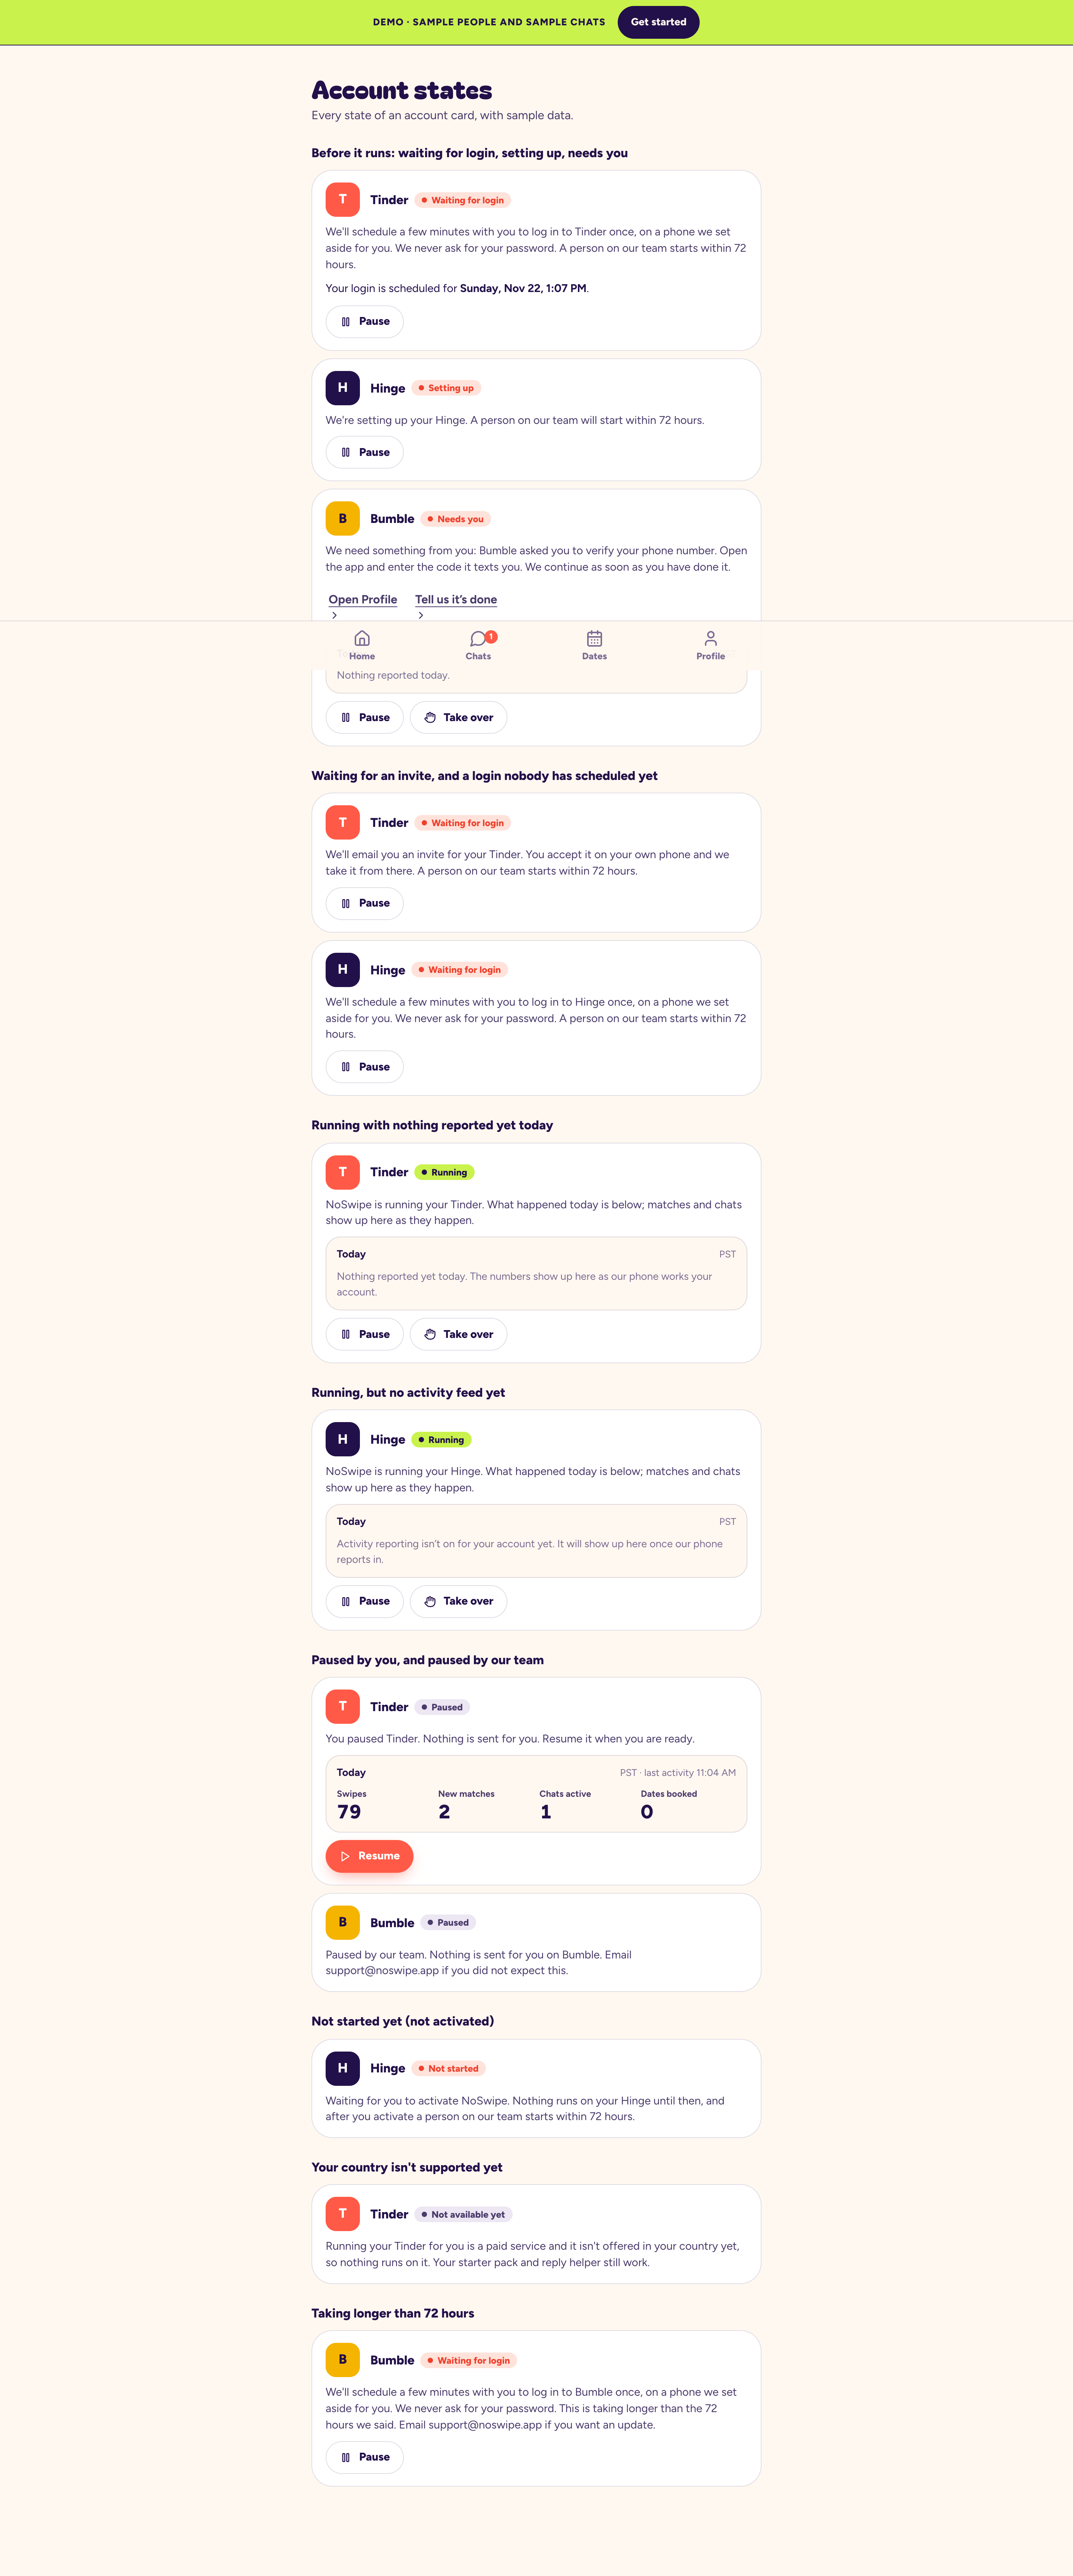 DEMO · SAMPLE PEOPLE AND SAMPLE CHATS
Get started
Account states
Every state of an account card, with sample data.
Before it runs: waiting for login, setting up, needs you
T
Tinder
Waiting for login
We'll schedule a few minutes with you to log in to Tinder once, on a phone we set
aside for you. We never ask for your password. A person on our team starts within 72
hours.
Your login is scheduled for Sunday, Nov 22, 1:07 PM.
Pause
H
Hinge
Setting up
We're setting up your Hinge. A person on our team will start within 72 hours.
Pause
B
Bumble
Needs you
We need something from you: Bumble asked you to verify your phone number. Open
the app and enter the code it texts you. We continue as soon as you have done it.
Open Profile
Tell us it’s done
Home
Chats
1
Dates
Profile
Nothing reported today.
Pause
Take over
Waiting for an invite, and a login nobody has scheduled yet
T
Tinder
Waiting for login
We'll email you an invite for your Tinder. You accept it on your own phone and we
take it from there. A person on our team starts within 72 hours.
Pause
H
Hinge
Waiting for login
We'll schedule a few minutes with you to log in to Hinge once, on a phone we set
aside for you. We never ask for your password. A person on our team starts within 72
hours.
Pause
Running with nothing reported yet today
T
Tinder
Running
NoSwipe is running your Tinder. What happened today is below; matches and chats
show up here as they happen.
Today
PST
Nothing reported yet today. The numbers show up here as our phone works your
account.
Pause
Take over
Running, but no activity feed yet
H
Hinge
Running
NoSwipe is running your Hinge. What happened today is below; matches and chats
show up here as they happen.
Today
PST
Activity reporting isn't on for your account yet. It will show up here once our phone
reports in.
Pause
Take over
Paused by you, and paused by our team
T
Tinder
Paused
You paused Tinder. Nothing is sent for you. Resume it when you are ready.
Today
PST · last activity 11:04 AM
Swipes
New matches
Chats active
Dates booked
79
2
1
0
Resume
B
Bumble
Paused
Paused by our team. Nothing is sent for you on Bumble. Email
support@noswipe.app if you did not expect this.
Not started yet (not activated)
H
Hinge
Not started
Waiting for you to activate NoSwipe. Nothing runs on your Hinge until then, and
after you activate a person on our team starts within 72 hours.
Your country isn't supported yet
T
Tinder
Not available yet
Running your Tinder for you is a paid service and it isn't offered in your country yet,
so nothing runs on it. Your starter pack and reply helper still work.
Taking longer than 72 hours
B
Bumble
Waiting for login
We'll schedule a few minutes with you to log in to Bumble once, on a phone we set
aside for you. We never ask for your password. This is taking longer than the 72
hours we said. Email support@noswipe.app if you want an update.
Pause